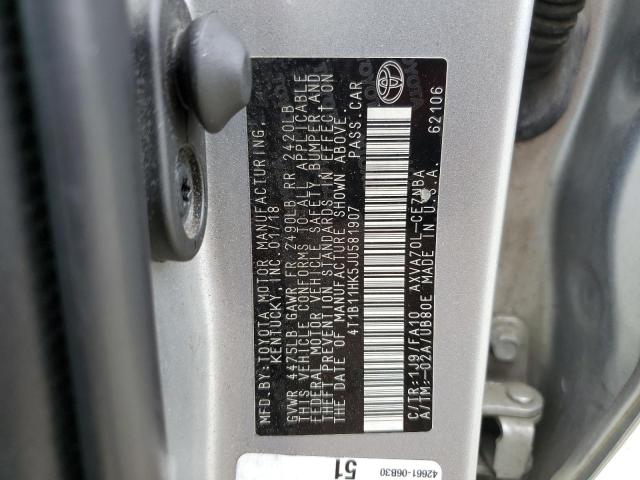 MFD. BY: TOYOTA MOTOR MANUFACTURING,
KENTUCKY INC. 01/18
GVWR 4475LB GAWR FR 2490LB RR 2420LB
THIS VEHICLE CONFORMS TO ALL APPLICABLE
FEDERAL MOTOR VEHICLE SAFETY, BUMPER, AND
THEFT PREVENTION STANDARDS IN EFFECT ON
THE DATE OF MANUFACTURE SHOWN ABOVE.
4T1B11HK5JU581907 PASS. CAR
C/TR: 1J9/FA10 AXVA70L-CEZNBA
A/TM: -02A/UB80E MADE IN U.S.A.
62106
42661-06B30
51